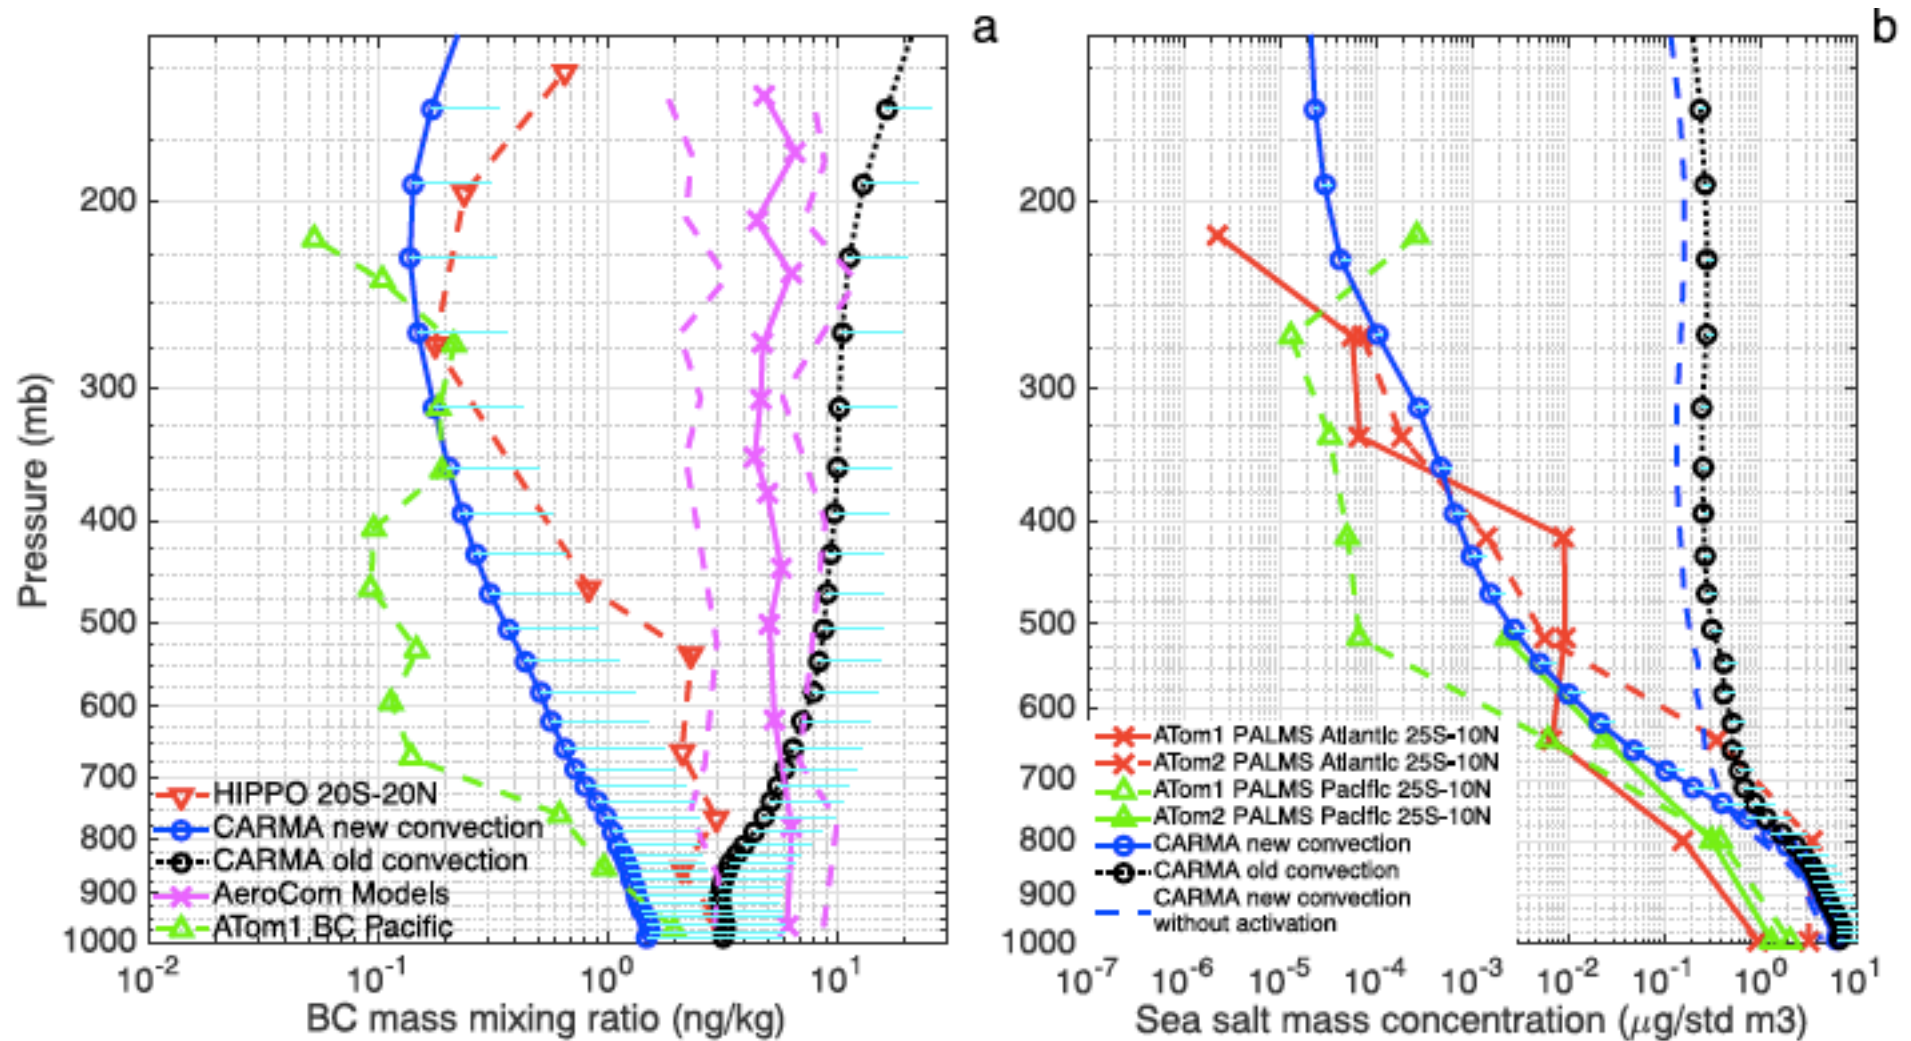 a
200
300
400
500
600
700
800
900
1000
Pressure (mb)
HIPPO 20S-20N
CARMA new convection
CARMA old convection
AeroCom Models
ATom1 BC Pacific
10-2
10-1
100
101
BC mass mixing ratio (ng/kg)
b
200
300
400
500
600
700
800
900
1000
ATom1 PALMS Atlantic 25S-10N
ATom2 PALMS Atlantic 25S-10N
ATom1 PALMS Pacific 25S-10N
ATom2 PALMS Pacific 25S-10N
CARMA new convection
CARMA old convection
CARMA new convection
without activation
10-7
10-6
10-5
10-4
10-3
10-2
10-1
100
101
Sea salt mass concentration (μg/std m3)